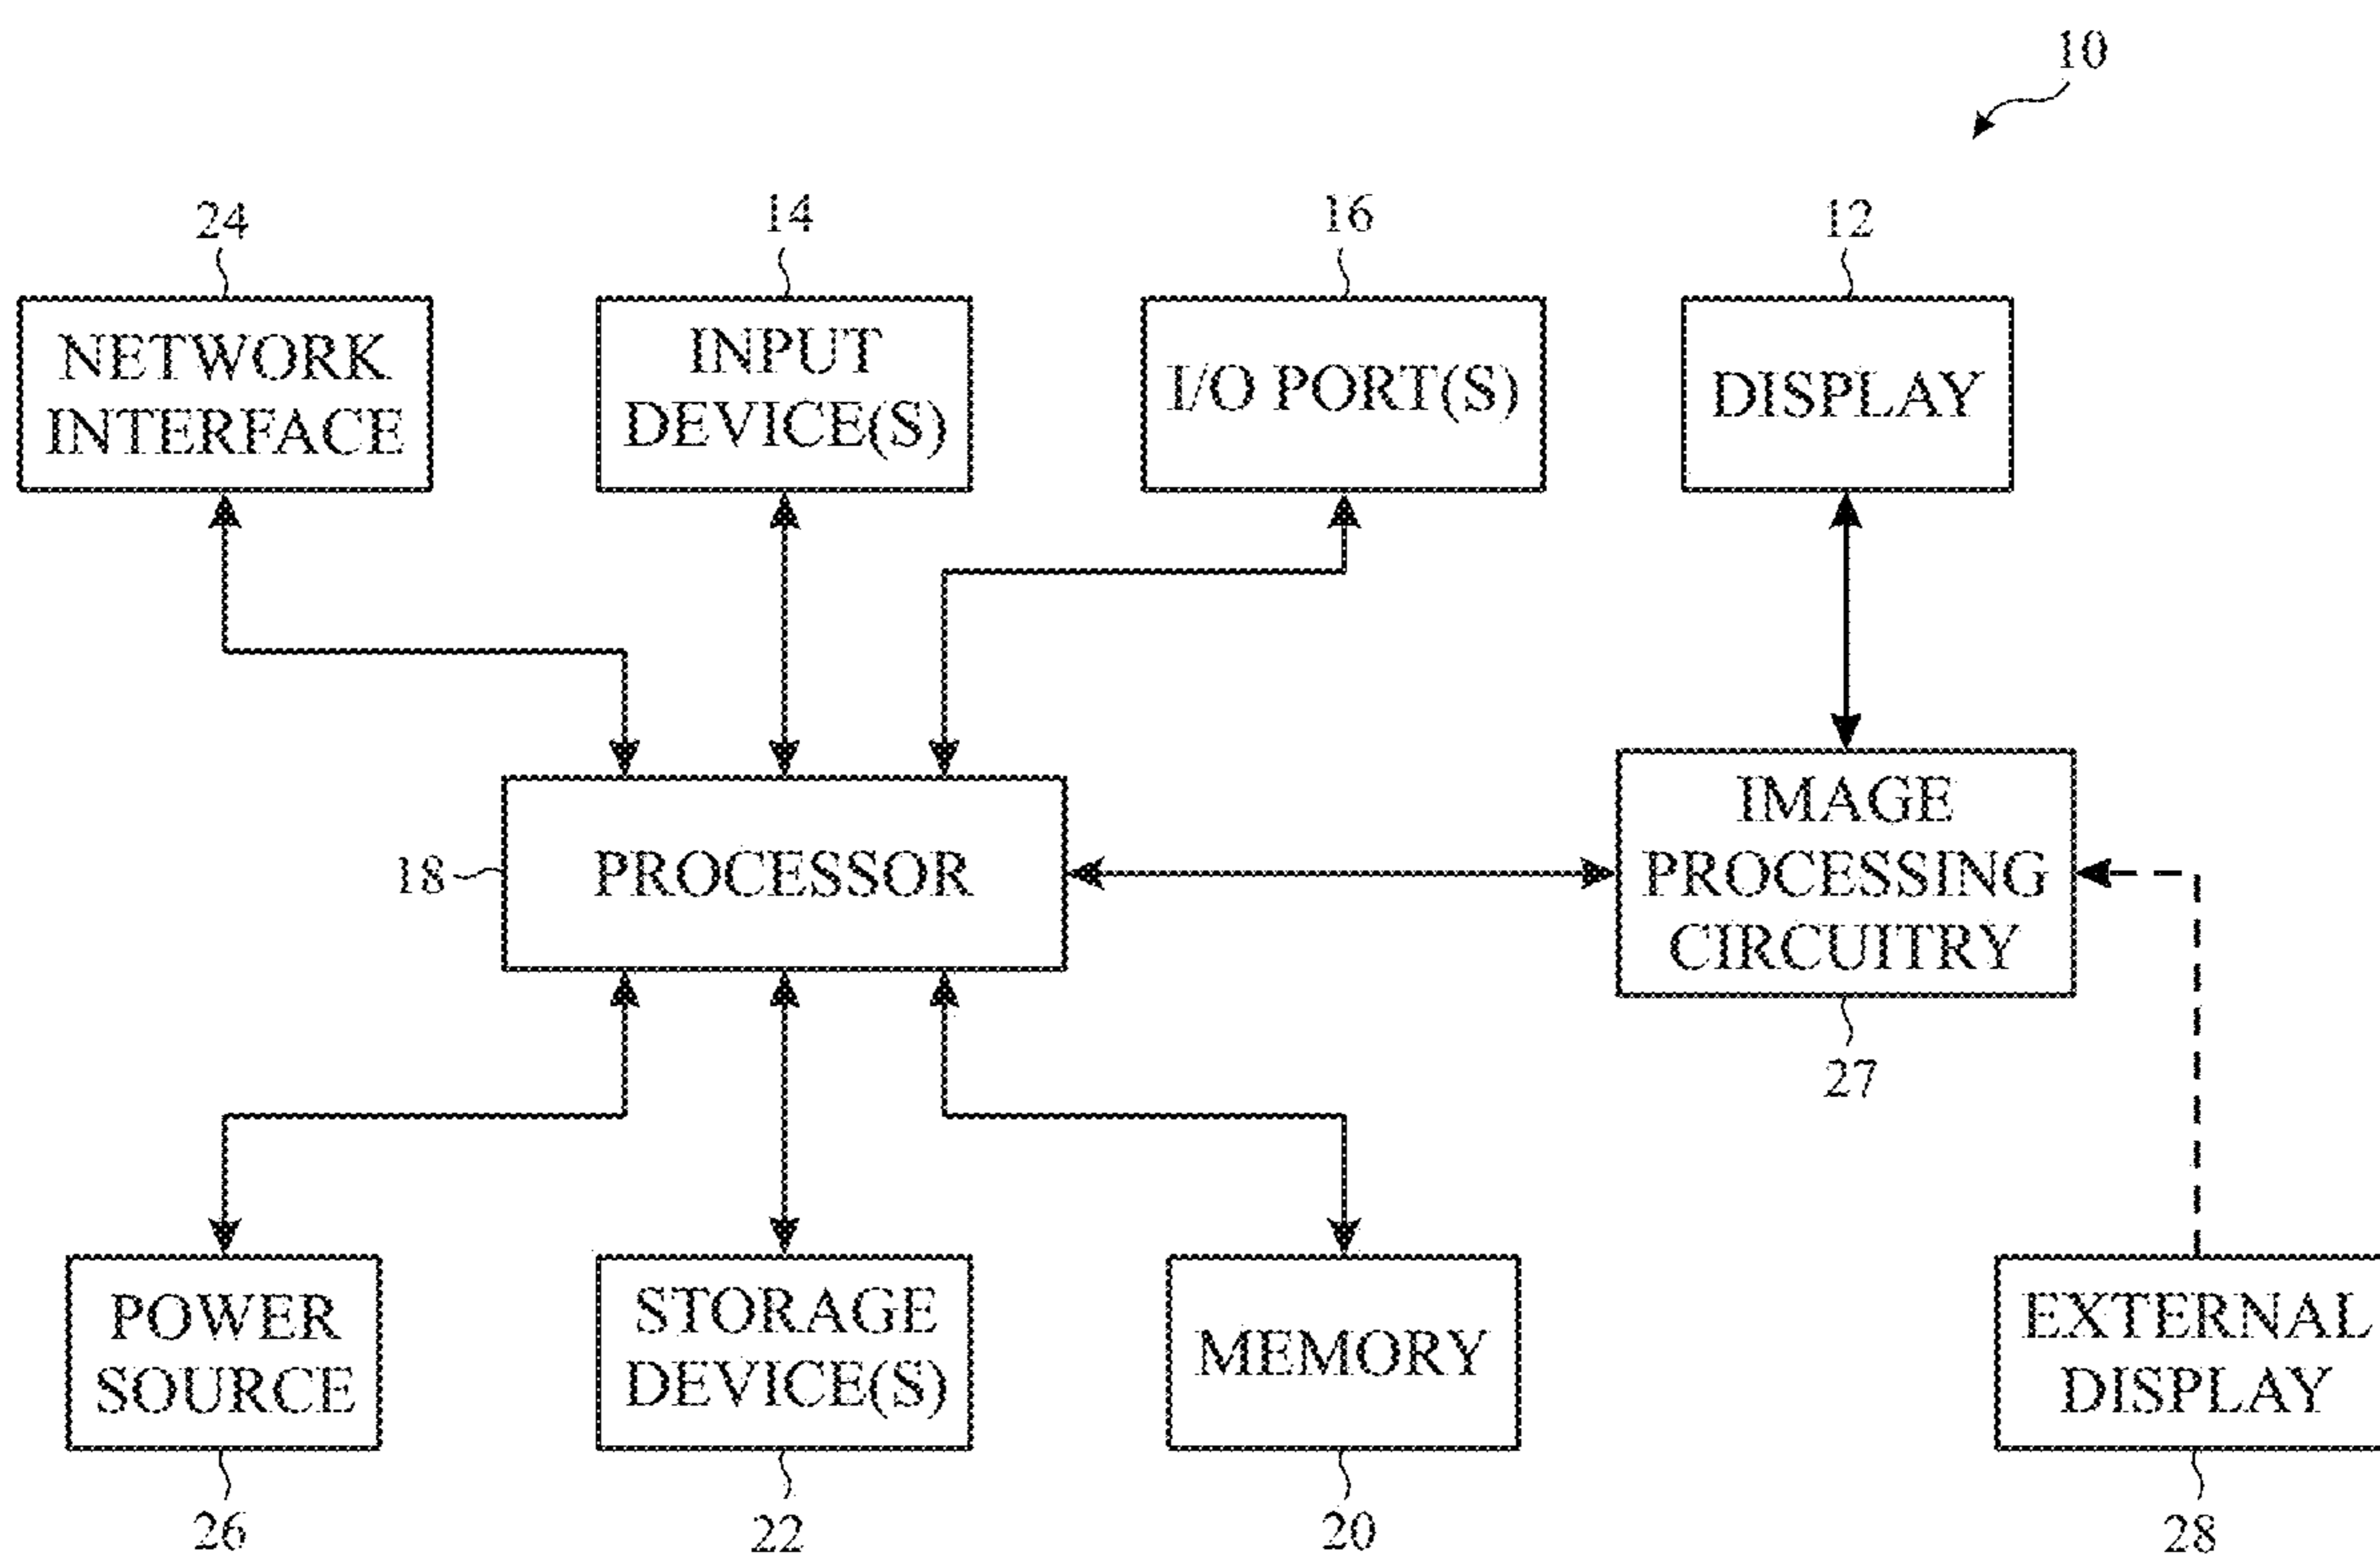 10
24
14
16
12
NETWORK
INTERFACE
INPUT
DEVICE(S)
I/O PORT(S)
DISPLAY
18
PROCESSOR
IMAGE
PROCESSING
CIRCUITRY
27
POWER
SOURCE
STORAGE
DEVICE(S)
MEMORY
EXTERNAL
DISPLAY
26
22
20
28